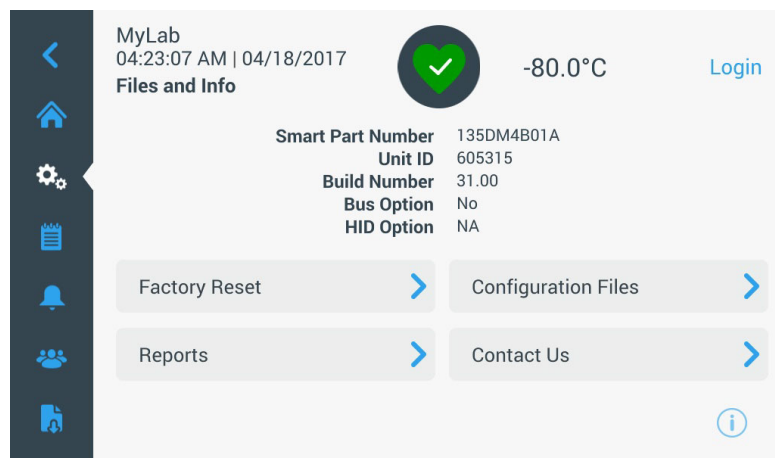 MyLab
04:23:07 AM | 04/18/2017
Files and Info
-80.0°C
Login
Smart Part Number 135DM4B01A
Unit ID 605315
Build Number 31.00
Bus Option No
HID Option NA
Factory Reset
Configuration Files
Reports
Contact Us
i